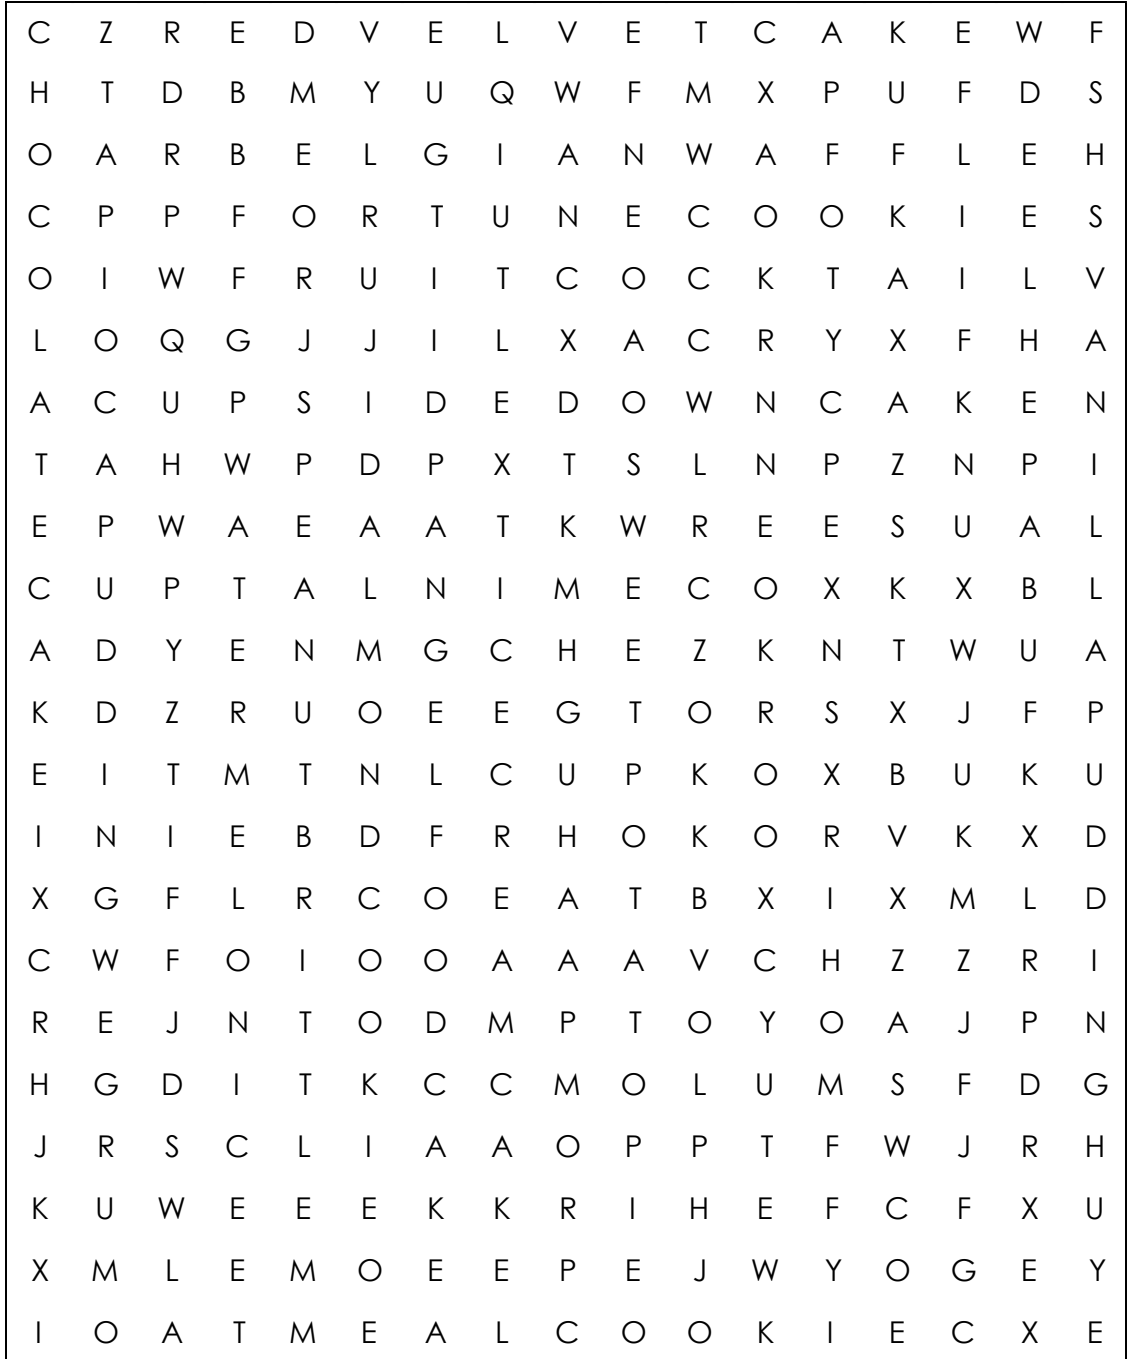 C Z R E D V E L V E T C A K E W F
H T D B M Y U Q W F M X P U F D S
O A R B E L G I A N W A F F L E H
C P P F O R T U N E C O O K I E S
O I W F R U I T C O C K T A I L V
L O Q G J J I L X A C R Y X F H A
A C U P S I D E D O W N C A K E N
T A H W P D P X T S L N P Z N P I
E P W A E A A T K W R E E S U A L
C U P T A L N I M E C O X K X B L
A D Y E N M G C H E Z K N T W U A
K D Z R U O E E G T O R S X J F P
E I T M T N L C U P K O X B U K U
I N I E B D F R H O K O R V K X D
X G F L R C O E A T B X I X M L D
C W F O I O O A A A V C H Z Z R I
R E J N T O D M P T O Y O A J P N
H G D I T K C C M O L U M S F D G
J R S C L I A A O P P T F W J R H
K U W E E E K K R I H E F C F X U
X M L E M O E E P E J W Y O G E Y
I O A T M E A L C O O K I E C X E